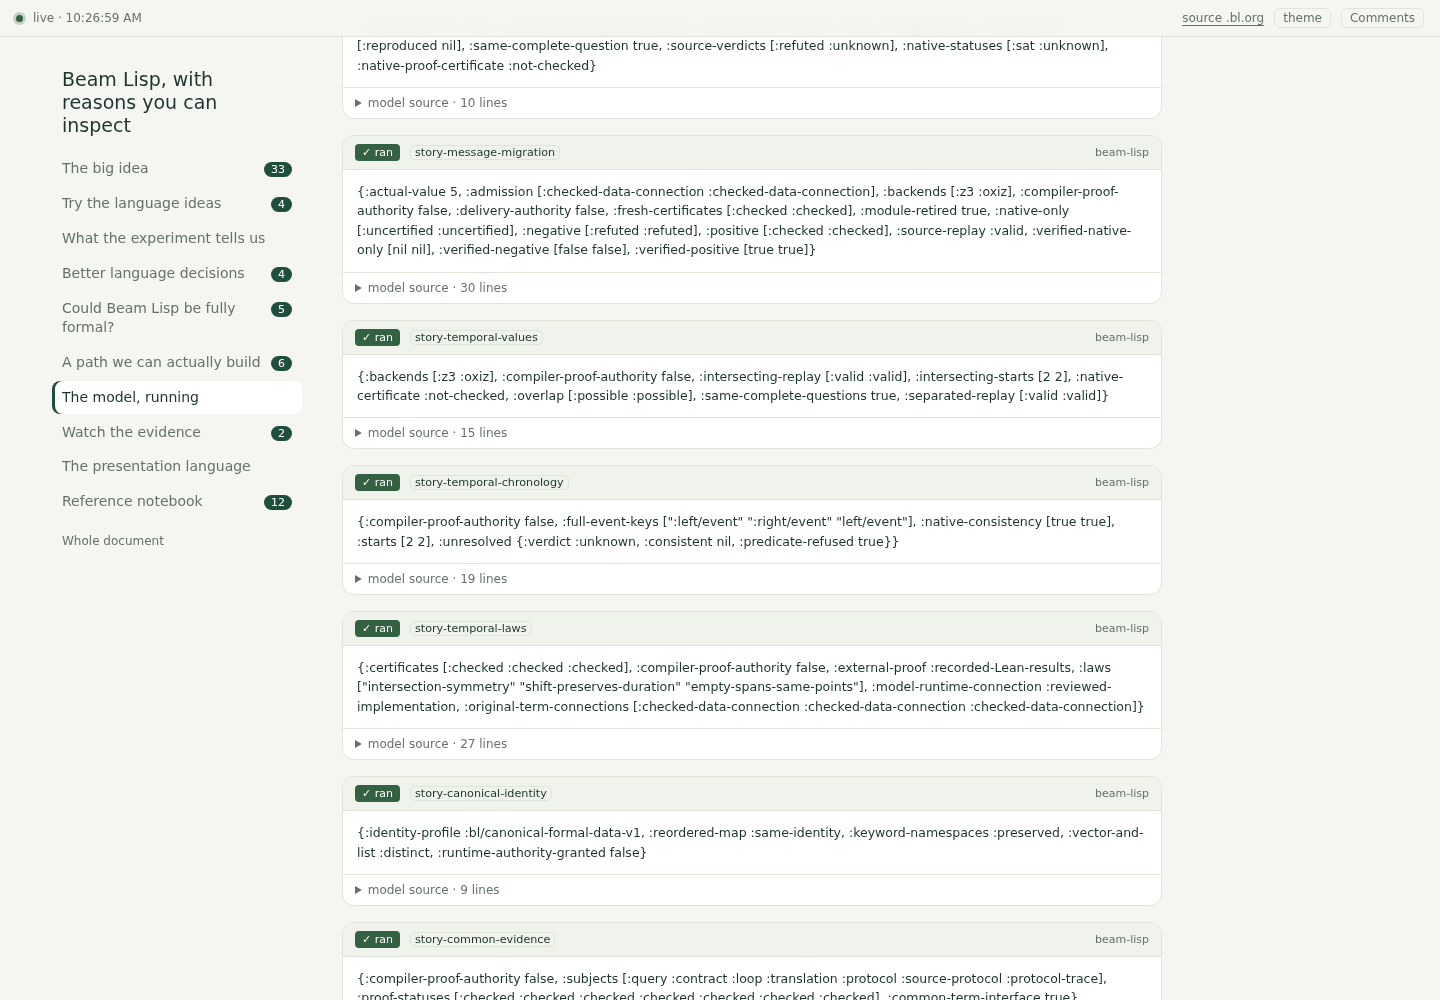 live · 10:26:59 AM
source .bl.org
theme
Comments
Beam Lisp, with
reasons you can
inspect
The big idea 33
Try the language ideas 4
What the experiment tells us
Better language decisions 4
Could Beam Lisp be fully
formal? 5
A path we can actually build 6
The model, running
Watch the evidence 2
The presentation language
Reference notebook 12
Whole document
[:reproduced nil], :same-complete-question true, :source-verdicts [:refuted :unknown], :native-statuses [:sat :unknown],
:native-proof-certificate :not-checked}
▶ model source · 10 lines
✓ ran story-message-migration beam-lisp
{:actual-value 5, :admission [:checked-data-connection :checked-data-connection], :backends [:z3 :oxiz], :compiler-proof-
authority false, :delivery-authority false, :fresh-certificates [:checked :checked], :module-retired true, :native-only
[:uncertified :uncertified], :negative [:refuted :refuted], :positive [:checked :checked], :source-replay :valid, :verified-native-
only [nil nil], :verified-negative [false false], :verified-positive [true true]}
▶ model source · 30 lines
✓ ran story-temporal-values beam-lisp
{:backends [:z3 :oxiz], :compiler-proof-authority false, :intersecting-replay [:valid :valid], :intersecting-starts [2 2], :native-
certificate :not-checked, :overlap [:possible :possible], :same-complete-questions true, :separated-replay [:valid :valid]}
▶ model source · 15 lines
✓ ran story-temporal-chronology beam-lisp
{:compiler-proof-authority false, :full-event-keys [":left/event" ":right/event" "left/event"], :native-consistency [true true],
:starts [2 2], :unresolved {:verdict :unknown, :consistent nil, :predicate-refused true}}
▶ model source · 19 lines
✓ ran story-temporal-laws beam-lisp
{:certificates [:checked :checked :checked], :compiler-proof-authority false, :external-proof :recorded-Lean-results, :laws
["intersection-symmetry" "shift-preserves-duration" "empty-spans-same-points"], :model-runtime-connection :reviewed-
implementation, :original-term-connections [:checked-data-connection :checked-data-connection :checked-data-connection]}
▶ model source · 27 lines
✓ ran story-canonical-identity beam-lisp
{:identity-profile :bl/canonical-formal-data-v1, :reordered-map :same-identity, :keyword-namespaces :preserved, :vector-and-
list :distinct, :runtime-authority-granted false}
▶ model source · 9 lines
✓ ran story-common-evidence beam-lisp
{:compiler-proof-authority false, :subjects [:query :contract :loop :translation :protocol :source-protocol :protocol-trace],
:proof-statuses [:checked :checked :checked :checked :checked :checked :checked], :common-term-interface true}